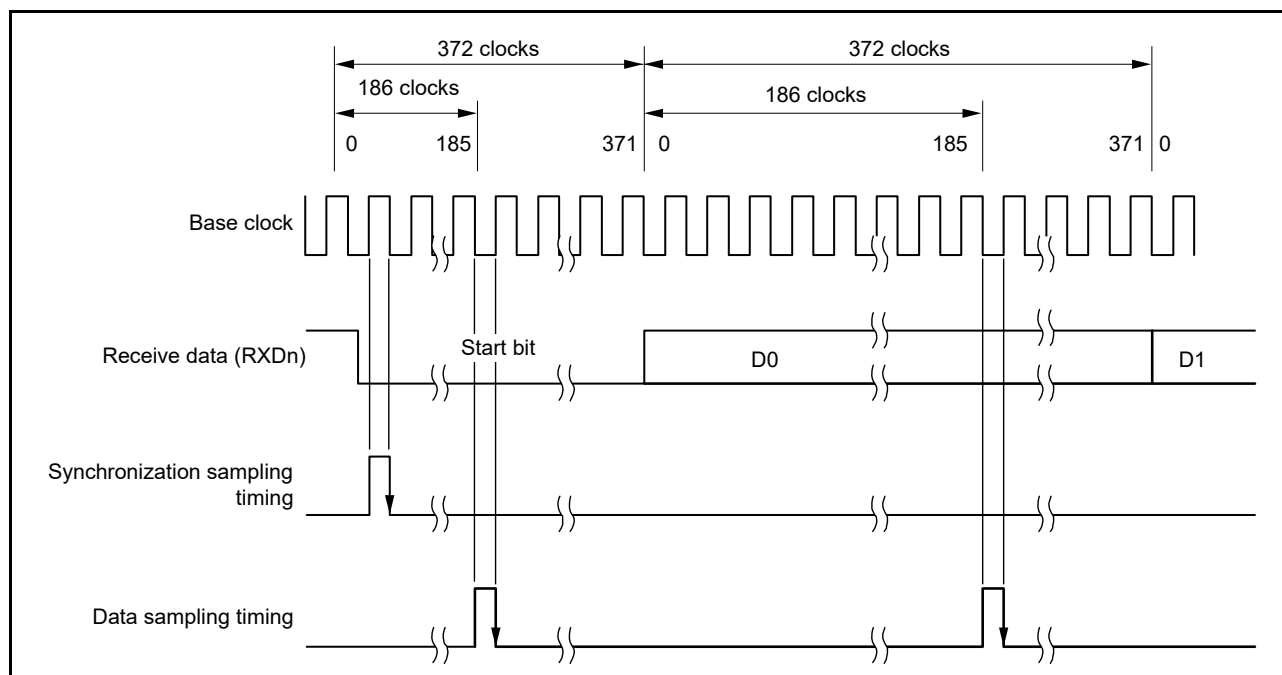 372 clocks
372 clocks
186 clocks
186 clocks
0
185
371
0
185
371
0
Base clock
Receive data (RXDn)
Start bit
D0
D1
Synchronization sampling
timing
Data sampling timing